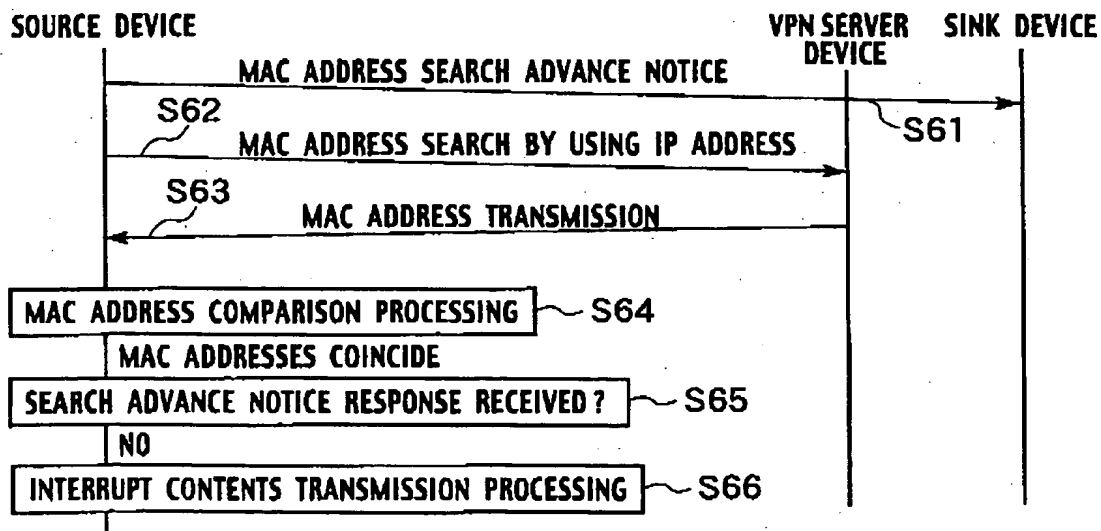 SOURCE DEVICE
VPN SERVER
DEVICE
SINK DEVICE
MAC ADDRESS SEARCH ADVANCE NOTICE
S61
S62
MAC ADDRESS SEARCH BY USING IP ADDRESS
S63
MAC ADDRESS TRANSMISSION
MAC ADDRESS COMPARISON PROCESSING
S64
MAC ADDRESSES COINCIDE
SEARCH ADVANCE NOTICE RESPONSE RECEIVED ?
S65
NO
INTERRUPT CONTENTS TRANSMISSION PROCESSING
S66